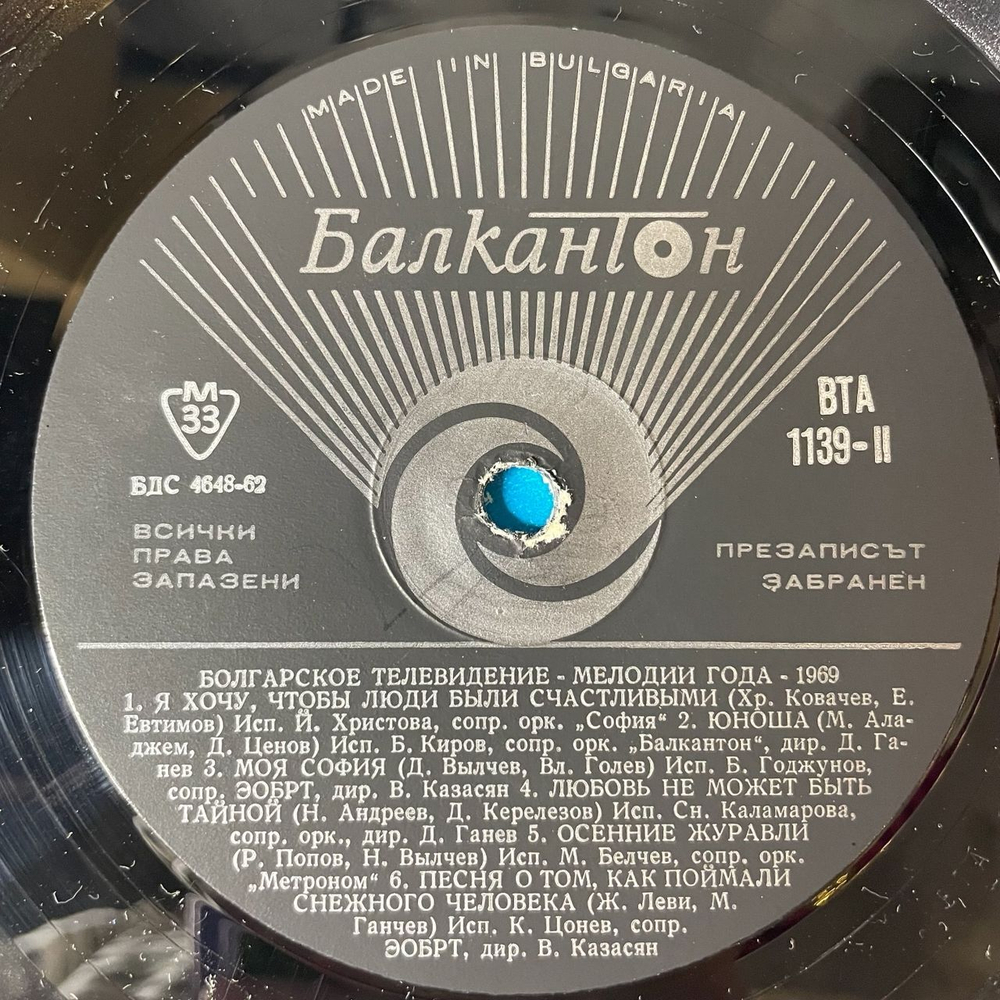 MADE IN BULGARIA
Балкантон
М
33
БДС 4648-62
ВСИЧКИ
ПРАВА
ЗАПАЗЕНИ
ВТА
1139-II
ПРЕЗАПИСЪТ
ЗАБРАНЕН
БОЛГАРСКОЕ ТЕЛЕВИДЕНИЕ - МЕЛОДИИ ГОДА - 1969
1. Я ХОЧУ, ЧТОБЫ ЛЮДИ БЫЛИ СЧАСТЛИВЫМИ (Хр. Ковачев, Е.
Евтимов) Исп. Й. Христова, сопр. орк. „София“ 2. ЮНОША (М. Ала-
джем, Д. Ценов) Исп. Б. Киров, сопр. орк. „Балкантон“, дир. Д. Га-
нев 3. МОЯ СОФИЯ (Д. Вылчев, Вл. Голев) Исп. Б. Годжунов,
сопр. ЭОБРТ, дир. В. Казасян 4. ЛЮБОВЬ НЕ МОЖЕТ БЫТЬ
ТАЙНОЙ (Н. Андреев, Д. Керелезов) Исп. Сн. Каламарова,
сопр. орк., дир. Д. Ганев 5. ОСЕННИЕ ЖУРАВЛИ
(Р. Попов, Н. Вылчев) Исп. М. Белчев, сопр. орк.
„Метроном“ 6. ПЕСНЯ О ТОМ, КАК ПОЙМАЛИ
СНЕЖНОГО ЧЕЛОВЕКА (Ж. Леви, М.
Ганчев) Исп. К. Цонев, сопр.
ЭОБРТ, дир. В. Казасян